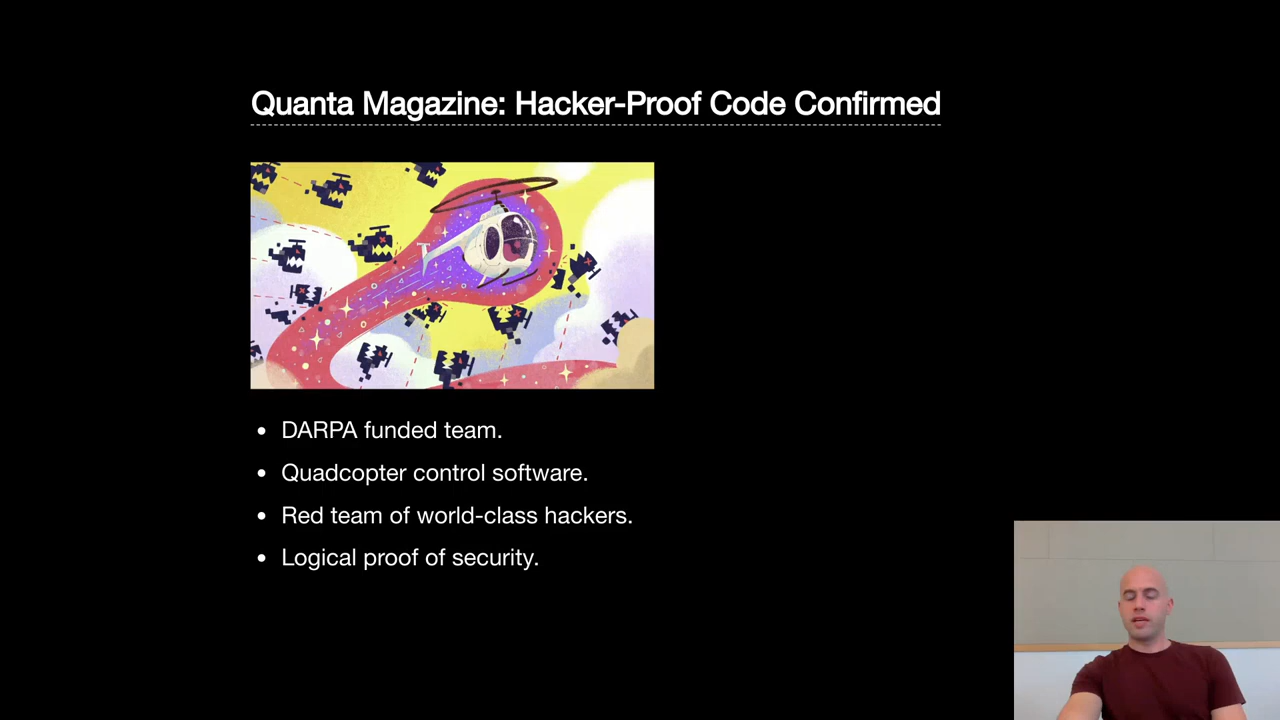 Quanta Magazine: Hacker-Proof Code Confirmed
DARPA funded team.
Quadcopter control software.
Red team of world-class hackers.
Logical proof of security.